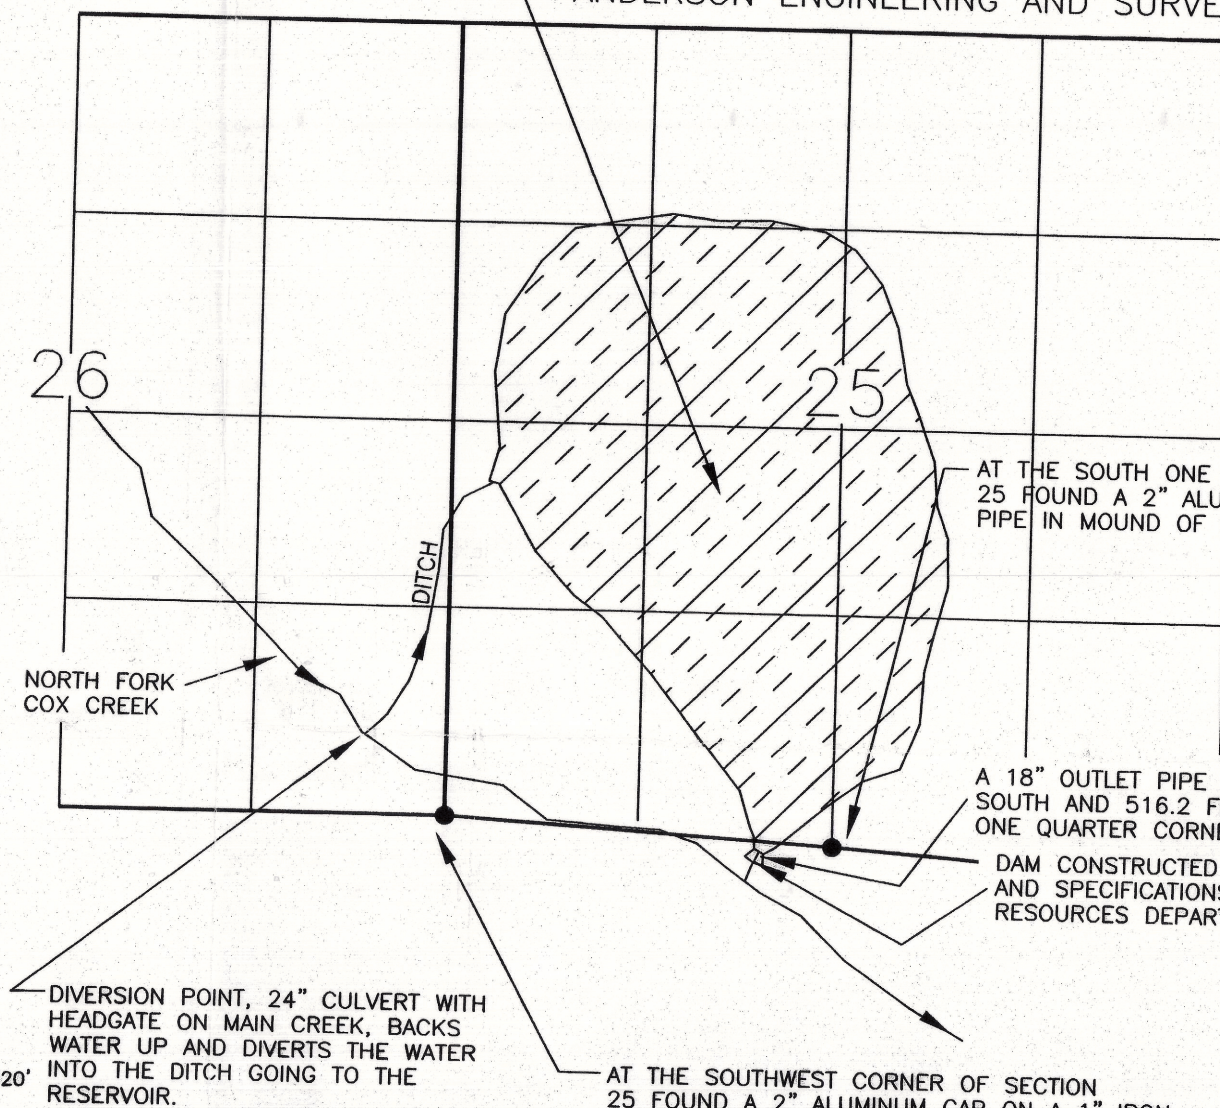 ANDERSON ENGINEERING AND SURVE
26
25
AT THE SOUTH ONE
25 FOUND A 2" ALU
PIPE IN MOUND OF
DITCH
NORTH FORK
COX CREEK
A 18" OUTLET PIPE
SOUTH AND 516.2 F
ONE QUARTER CORNE
DAM CONSTRUCTED
AND SPECIFICATIONS
RESOURCES DEPART
DIVERSION POINT, 24" CULVERT WITH
HEADGATE ON MAIN CREEK, BACKS
WATER UP AND DIVERTS THE WATER
INTO THE DITCH GOING TO THE
RESERVOIR.
20'
AT THE SOUTHWEST CORNER OF SECTION
25 FOUND A 2" ALUMINUM CAP ON A 1" IRON